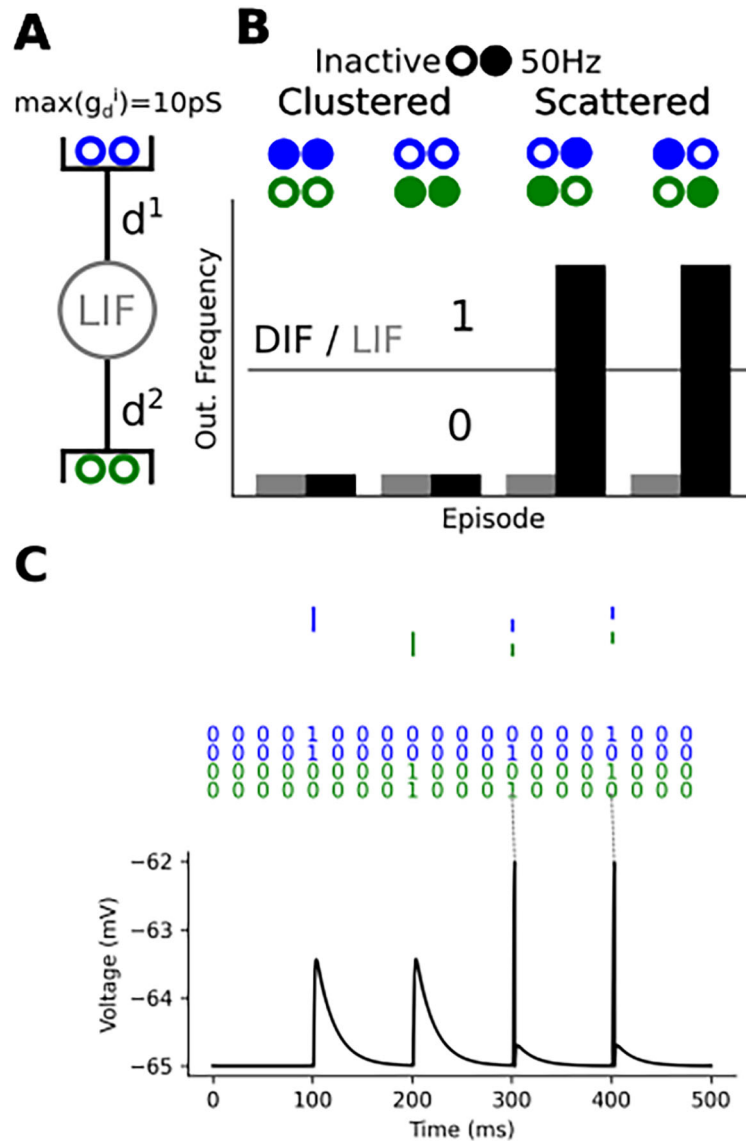 A
max(g_d^i)=10pS
d¹
LIF
d²
B
Inactive 50Hz
Clustered Scattered
Out. Frequency
DIF / LIF
1
0
Episode
C
0 0 0 0 1 0 0 0 0 0 0 0 0 0 0 0 1 0 0 0
0 0 0 0 1 0 0 0 0 0 0 0 1 0 0 0 0 0 0 0
0 0 0 0 0 0 0 0 1 0 0 0 0 0 0 0 1 0 0 0
0 0 0 0 0 0 0 0 1 0 0 0 1 0 0 0 0 0 0 0
Voltage (mV)
−62
−63
−64
−65
0 100 200 300 400 500
Time (ms)